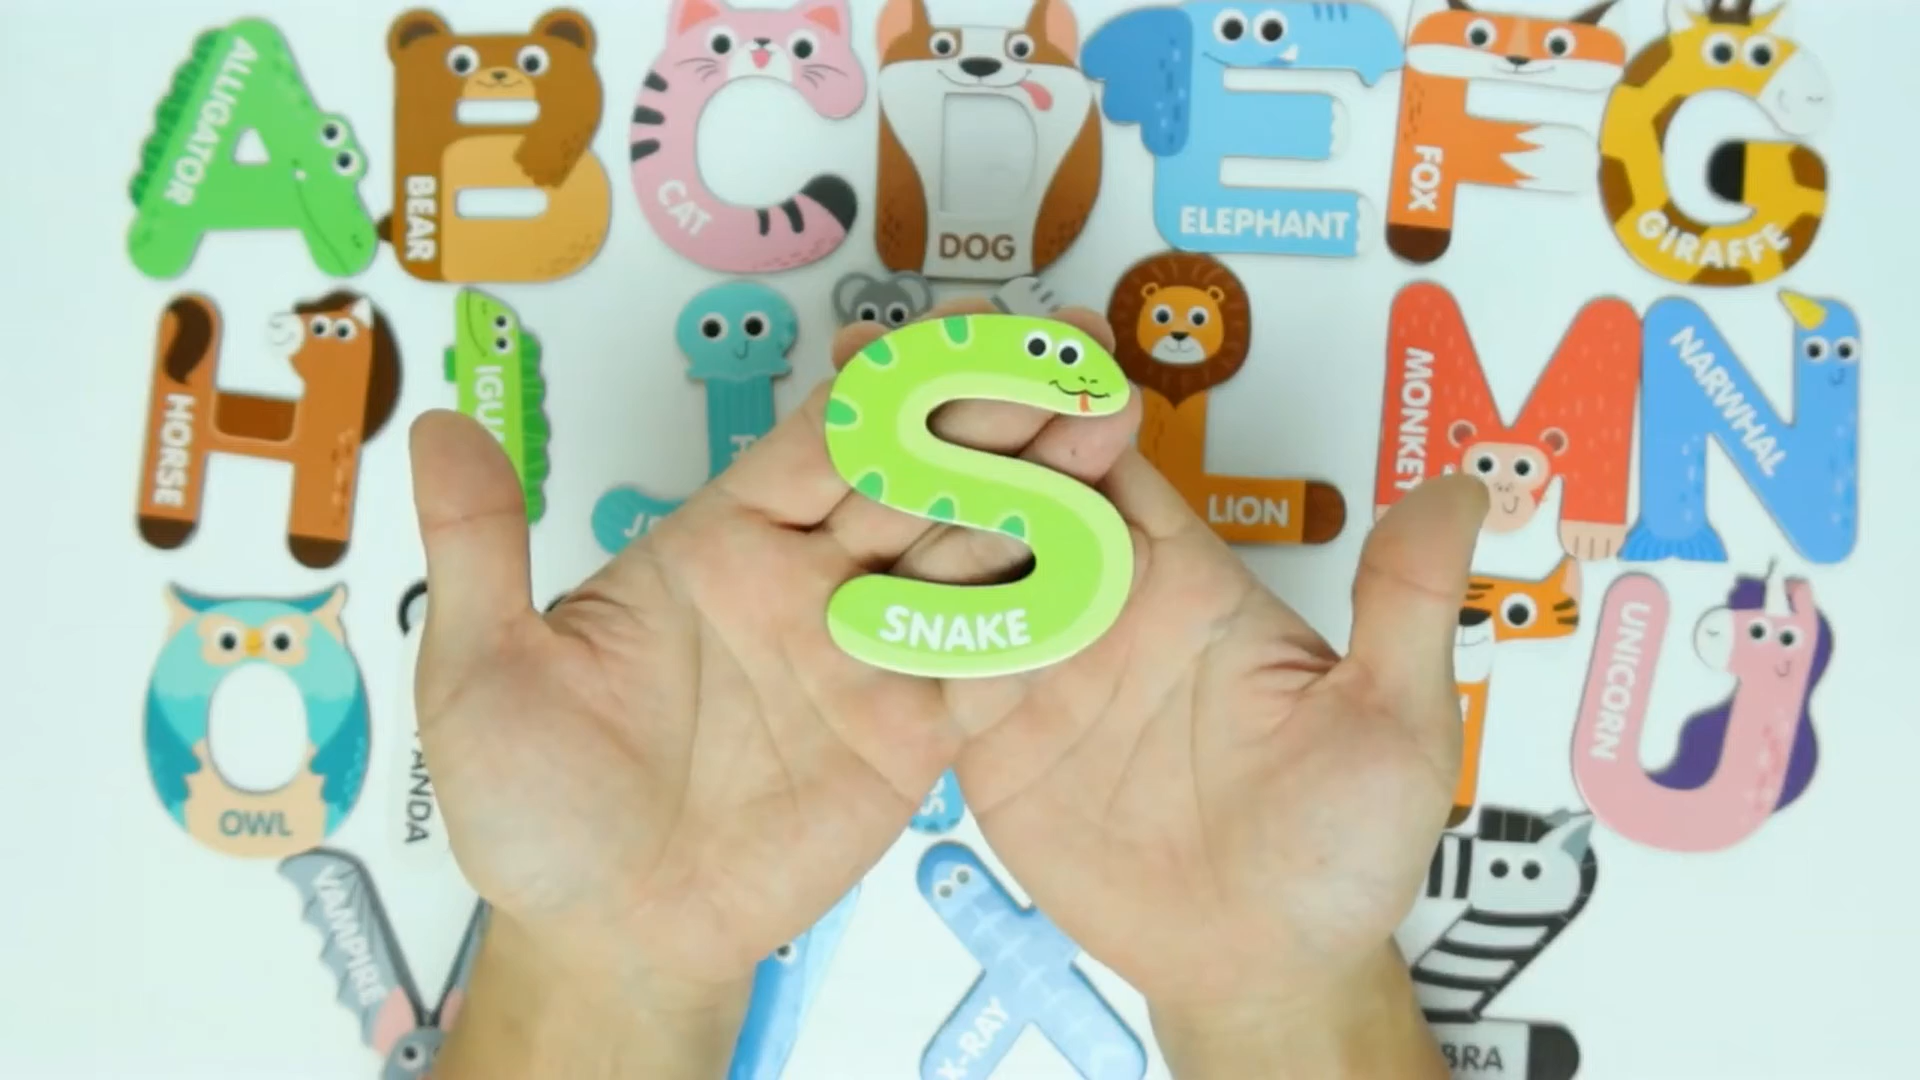 ALLIGATOR
BEAR
CAT
DOG
ELEPHANT
FOX
GIRAFFE
HORSE
LION
MONKEY
NARWHAL
SNAKE
OWL
UNICORN
VAMPIRE
X-RAY